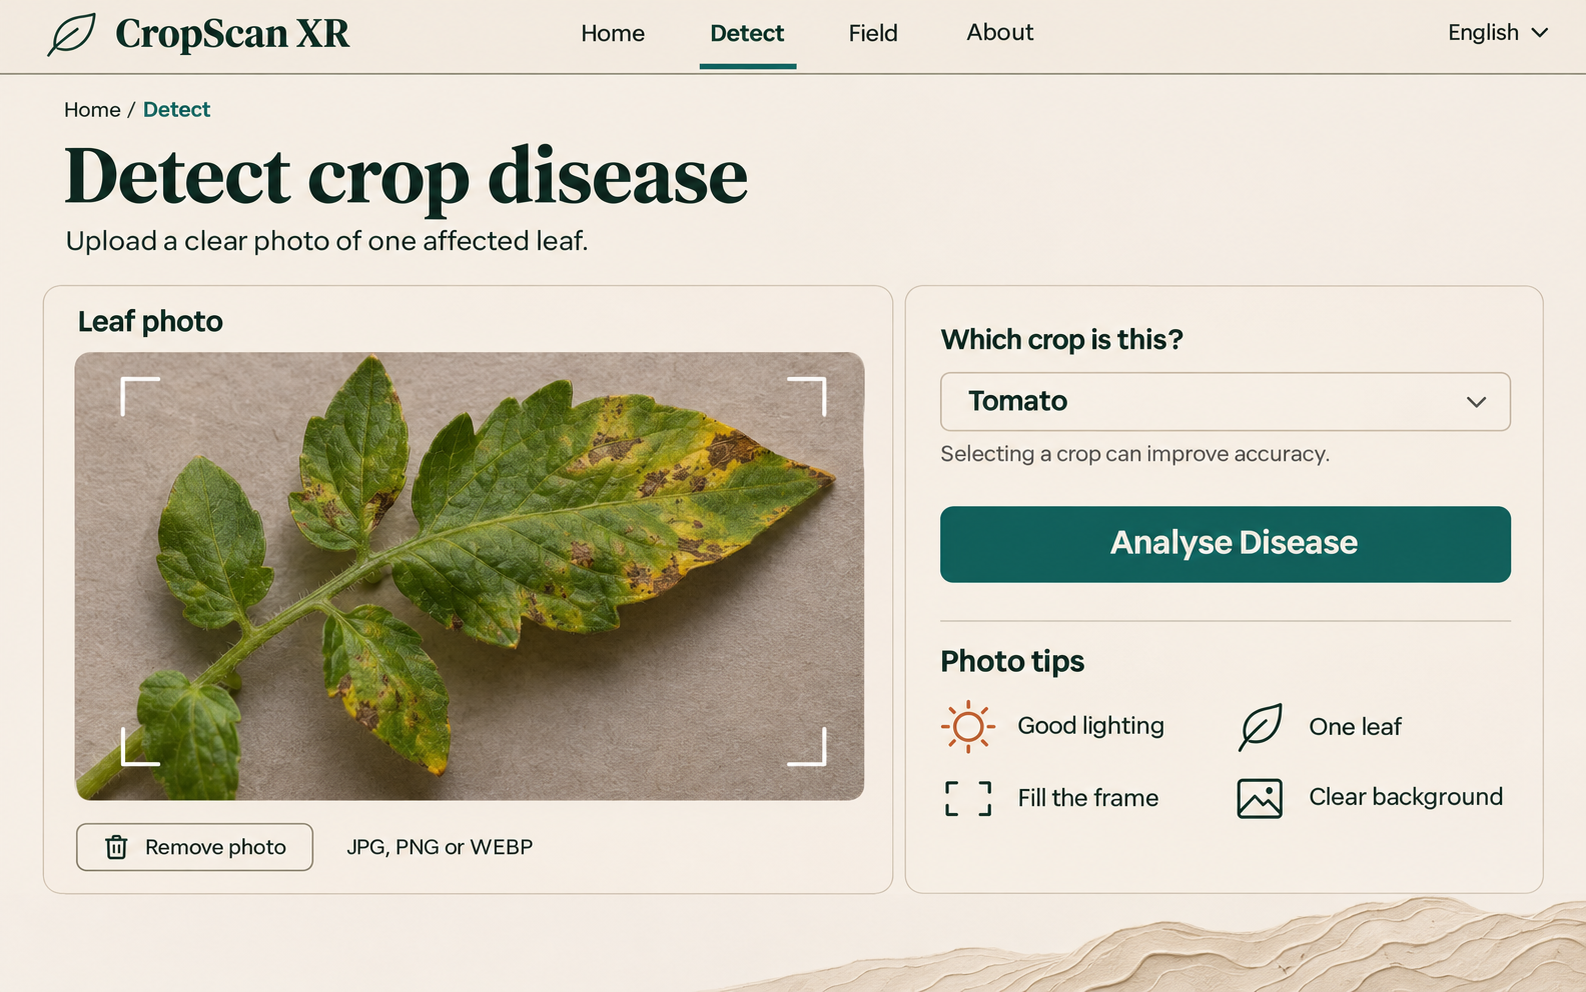 CropScan XR
Home
Detect
Field
About
English
Home / Detect
Detect crop disease
Upload a clear photo of one affected leaf.
Leaf photo
Remove photo
JPG, PNG or WEBP
Which crop is this?
Tomato
Selecting a crop can improve accuracy.
Analyse Disease
Photo tips
Good lighting
One leaf
Fill the frame
Clear background